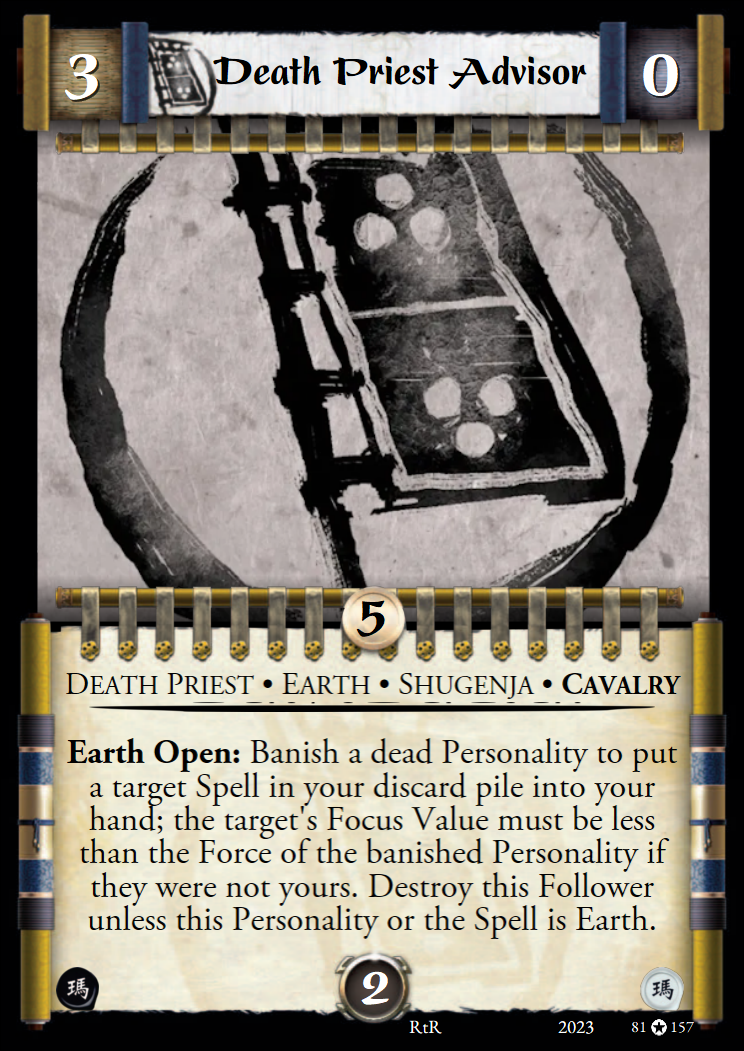 3 Death Priest Advisor 0
5
DEATH PRIEST • EARTH • SHUGENJA • CAVALRY
Earth Open: Banish a dead Personality to put
a target Spell in your discard pile into your
hand; the target's Focus Value must be less
than the Force of the banished Personality if
they were not yours. Destroy this Follower
unless this Personality or the Spell is Earth.
瑪 2 瑪
RtR 2023 81 157